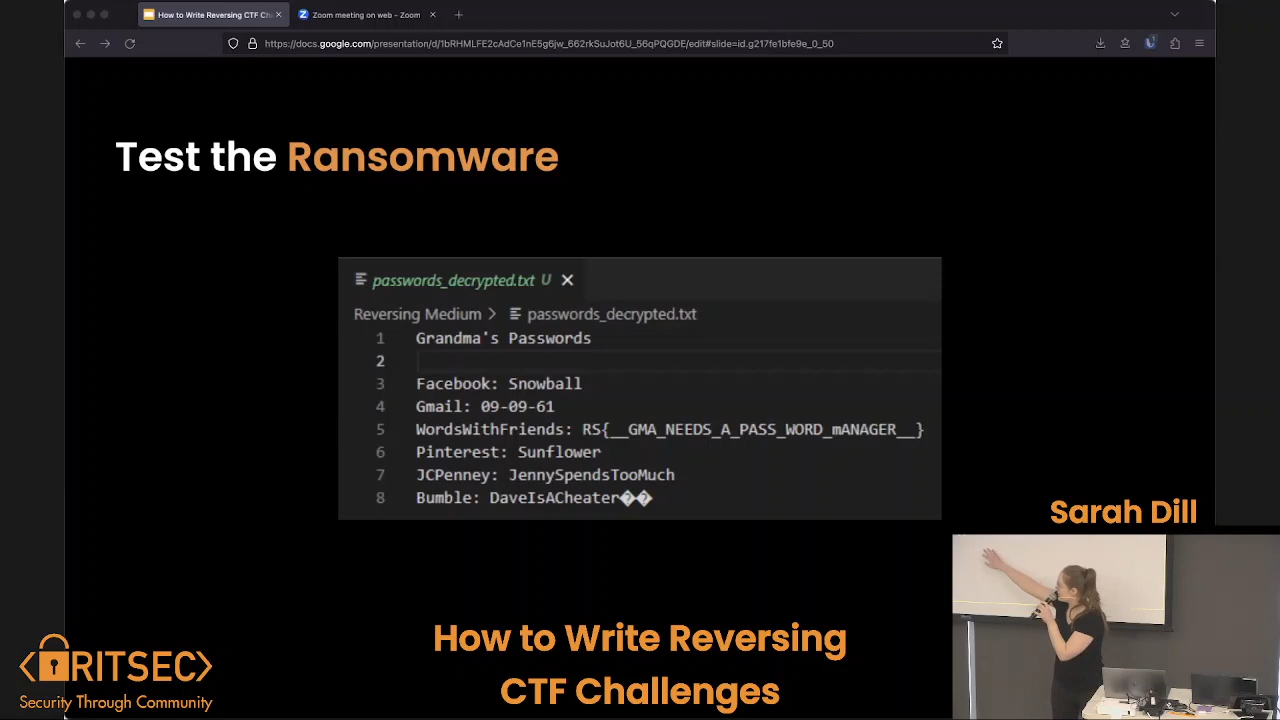 How to Write Reversing CTF Ch
Zoom meeting on web - Zoom
https://docs.google.com/presentation/d/1bRHMLFE2cAdCe1nE5g6jw_662rkSuJot6U_56qPQGDE/edit#slide=id.g217fe1bfe9e_0_50
Test the Ransomware
passwords_decrypted.txt U
Reversing Medium > passwords_decrypted.txt
1 Grandma's Passwords
2
3 Facebook: Snowball
4 Gmail: 09-09-61
5 WordsWithFriends: RS{__GMA_NEEDS_A_PASS_WORD_mANAGER__}
6 Pinterest: Sunflower
7 JCPenney: JennySpendsTooMuch
8 Bumble: DaveIsACheater��
Sarah Dill
How to Write Reversing
CTF Challenges
RITSEC
Security Through Community